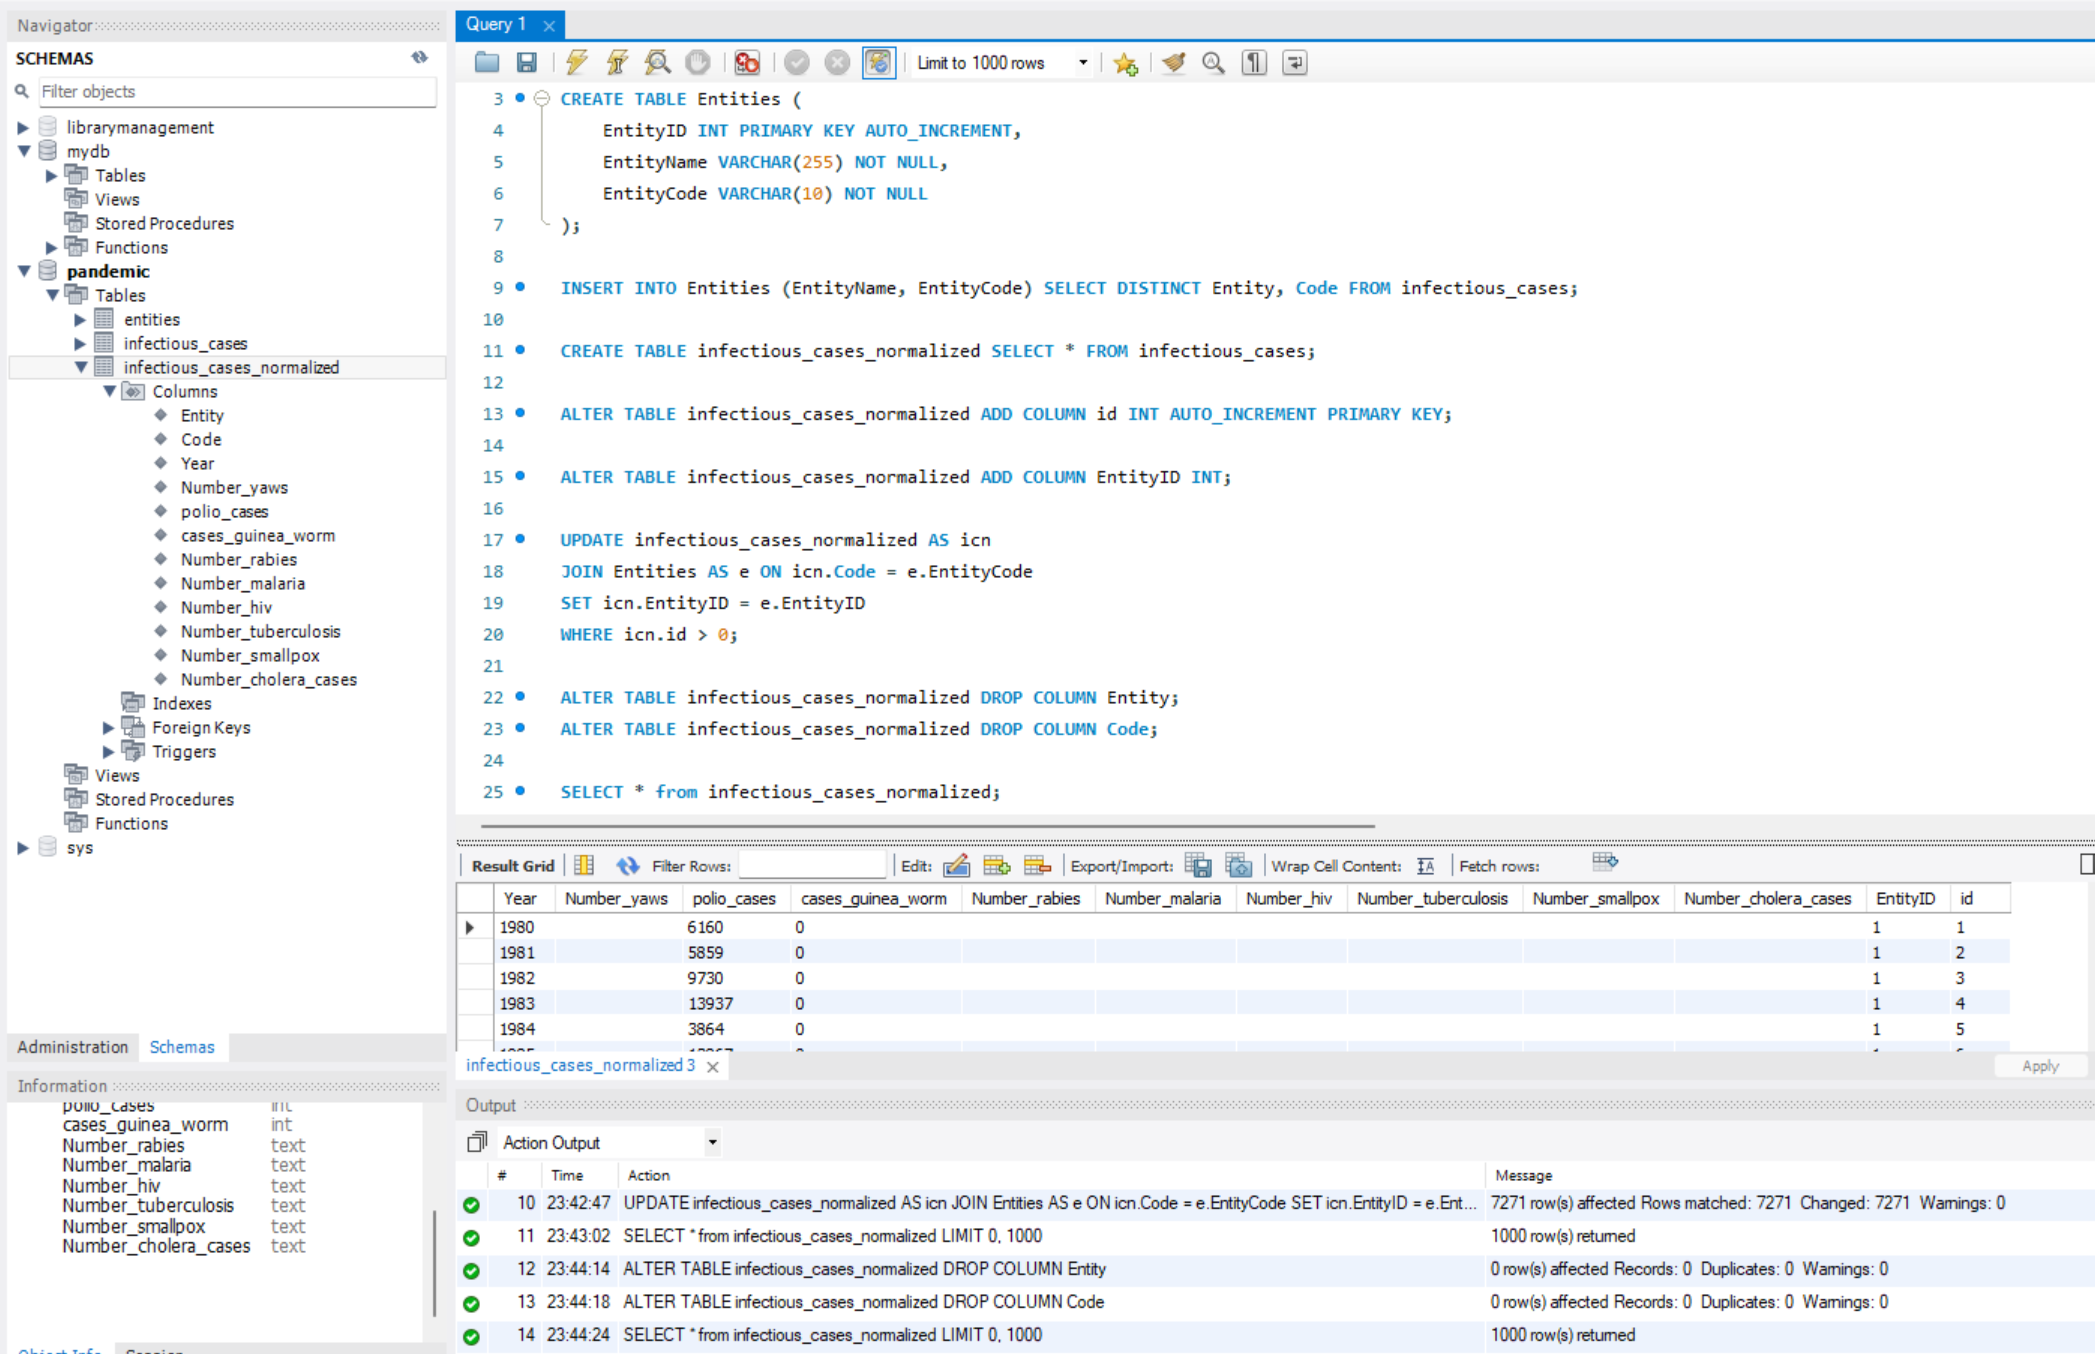 Navigator
SCHEMAS
Filter objects
librarymanagement
mydb
Tables
Views
Stored Procedures
Functions
pandemic
Tables
entities
infectious_cases
infectious_cases_normalized
Columns
Entity
Code
Year
Number_yaws
polio_cases
cases_guinea_worm
Number_rabies
Number_malaria
Number_hiv
Number_tuberculosis
Number_smallpox
Number_cholera_cases
Indexes
Foreign Keys
Triggers
Views
Stored Procedures
Functions
sys
Administration Schemas
Information
polio_cases int
cases_guinea_worm int
Number_rabies text
Number_malaria text
Number_hiv text
Number_tuberculosis text
Number_smallpox text
Number_cholera_cases text
Object Info Session
Query 1
Limit to 1000 rows
3 CREATE TABLE Entities (
4 EntityID INT PRIMARY KEY AUTO_INCREMENT,
5 EntityName VARCHAR(255) NOT NULL,
6 EntityCode VARCHAR(10) NOT NULL
7 );
8
9 INSERT INTO Entities (EntityName, EntityCode) SELECT DISTINCT Entity, Code FROM infectious_cases;
10
11 CREATE TABLE infectious_cases_normalized SELECT * FROM infectious_cases;
12
13 ALTER TABLE infectious_cases_normalized ADD COLUMN id INT AUTO_INCREMENT PRIMARY KEY;
14
15 ALTER TABLE infectious_cases_normalized ADD COLUMN EntityID INT;
16
17 UPDATE infectious_cases_normalized AS icn
18 JOIN Entities AS e ON icn.Code = e.EntityCode
19 SET icn.EntityID = e.EntityID
20 WHERE icn.id > 0;
21
22 ALTER TABLE infectious_cases_normalized DROP COLUMN Entity;
23 ALTER TABLE infectious_cases_normalized DROP COLUMN Code;
24
25 SELECT * from infectious_cases_normalized;
Result Grid Filter Rows: Edit: Export/Import: Wrap Cell Content: Fetch rows:
Year Number_yaws polio_cases cases_guinea_worm Number_rabies Number_malaria Number_hiv Number_tuberculosis Number_smallpox Number_cholera_cases EntityID id
1980 6160 0 1 1
1981 5859 0 1 2
1982 9730 0 1 3
1983 13937 0 1 4
1984 3864 0 1 5
infectious_cases_normalized 3
Apply
Output
Action Output
# Time Action Message
10 23:42:47 UPDATE infectious_cases_normalized AS icn JOIN Entities AS e ON icn.Code = e.EntityCode SET icn.EntityID = e.Ent... 7271 row(s) affected Rows matched: 7271 Changed: 7271 Warnings: 0
11 23:43:02 SELECT * from infectious_cases_normalized LIMIT 0, 1000 1000 row(s) returned
12 23:44:14 ALTER TABLE infectious_cases_normalized DROP COLUMN Entity 0 row(s) affected Records: 0 Duplicates: 0 Warnings: 0
13 23:44:18 ALTER TABLE infectious_cases_normalized DROP COLUMN Code 0 row(s) affected Records: 0 Duplicates: 0 Warnings: 0
14 23:44:24 SELECT * from infectious_cases_normalized LIMIT 0, 1000 1000 row(s) returned